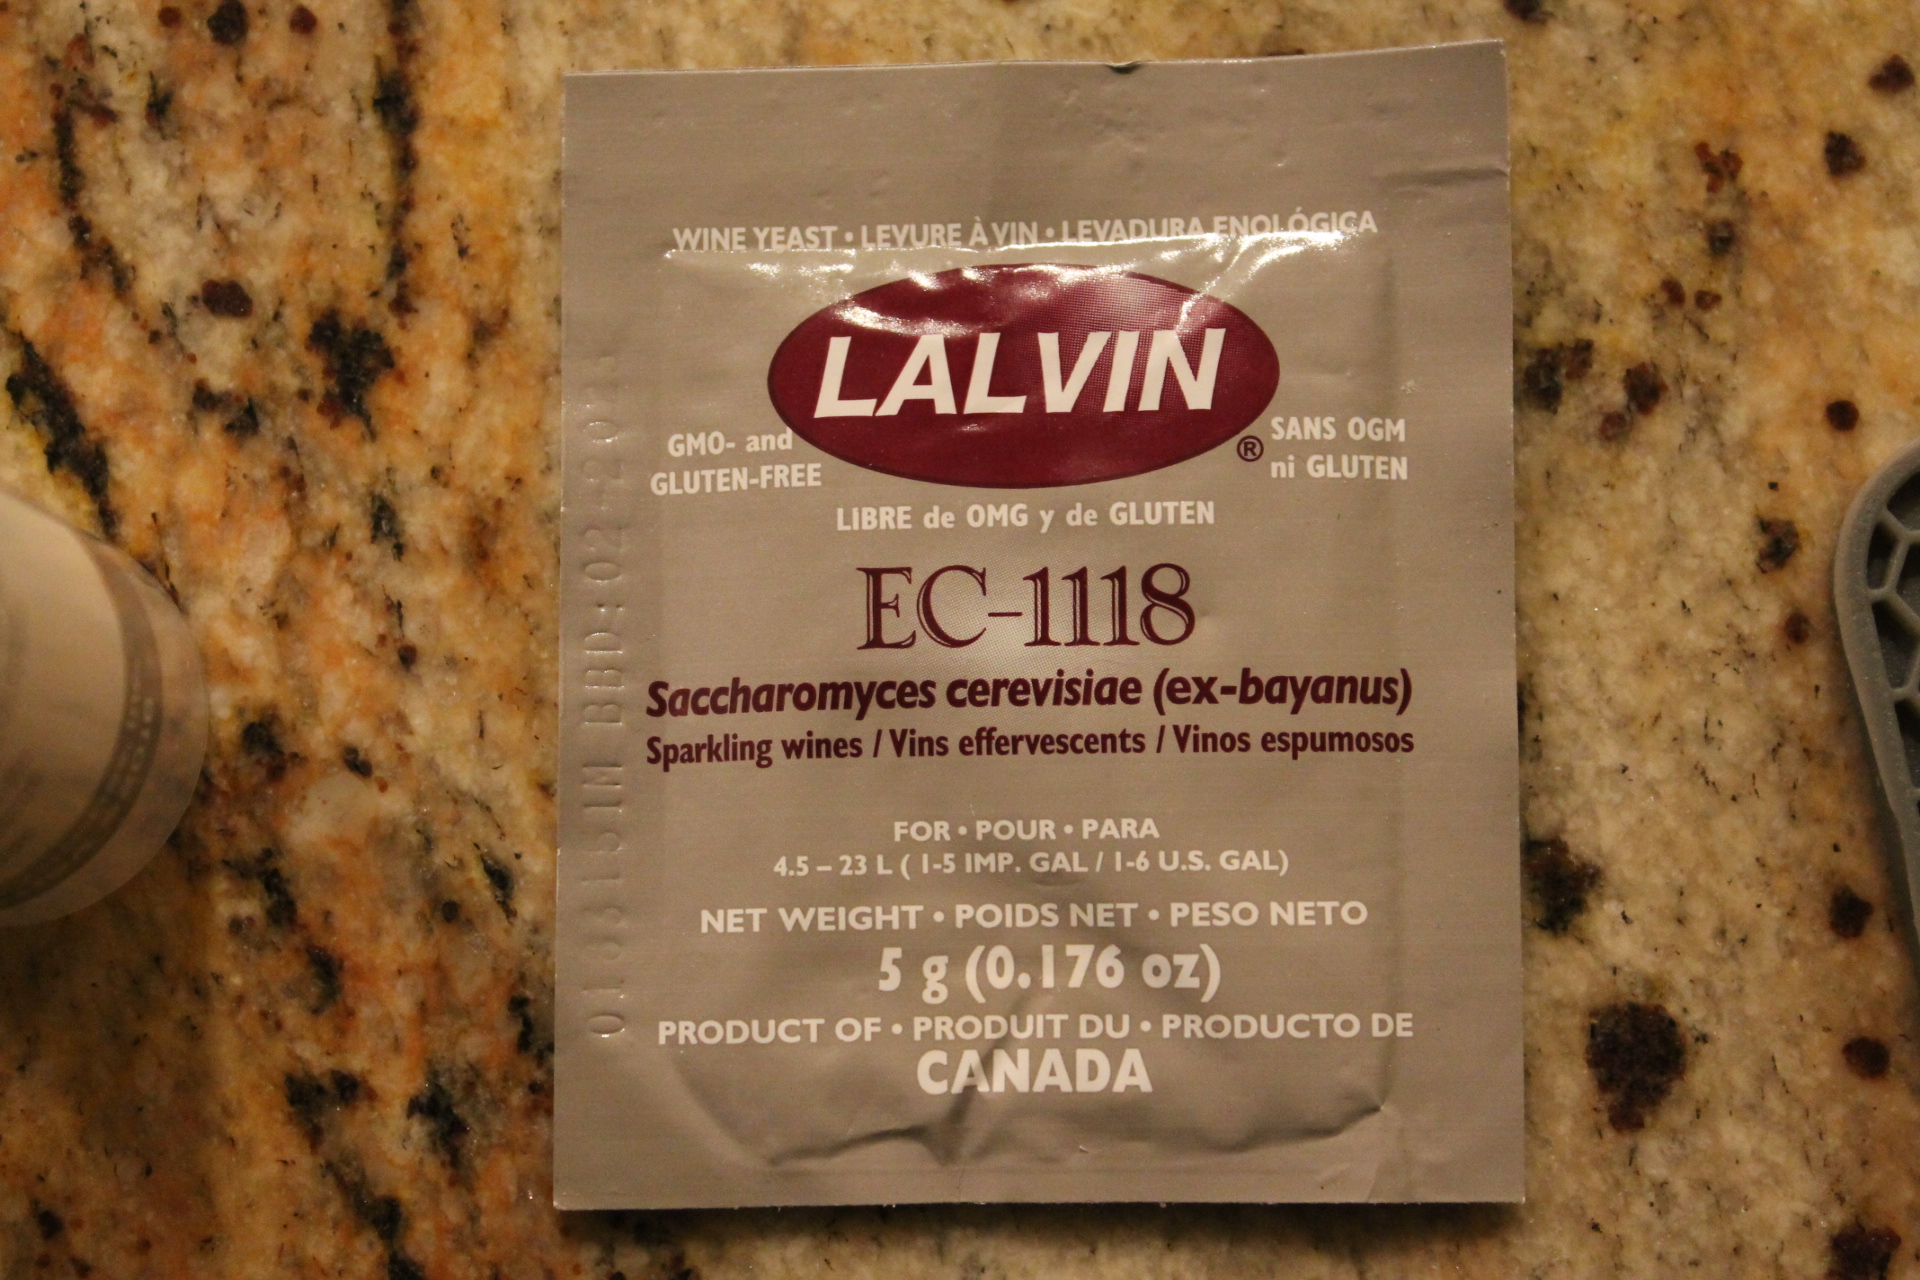 WINE YEAST • LEVURE À VIN • LEVADURA ENOLÓGICA
LALVIN
®
GMO- and
GLUTEN-FREE
SANS OGM
ni GLUTEN
LIBRE de OMG y de GLUTEN
EC-1118
Saccharomyces cerevisiae (ex-bayanus)
Sparkling wines / Vins effervescents / Vinos espumosos
FOR • POUR • PARA
4.5 – 23 L ( 1-5 IMP. GAL / 1-6 U.S. GAL)
NET WEIGHT • POIDS NET • PESO NETO
5 g (0.176 oz)
PRODUCT OF • PRODUIT DU • PRODUCTO DE
CANADA
BBD: